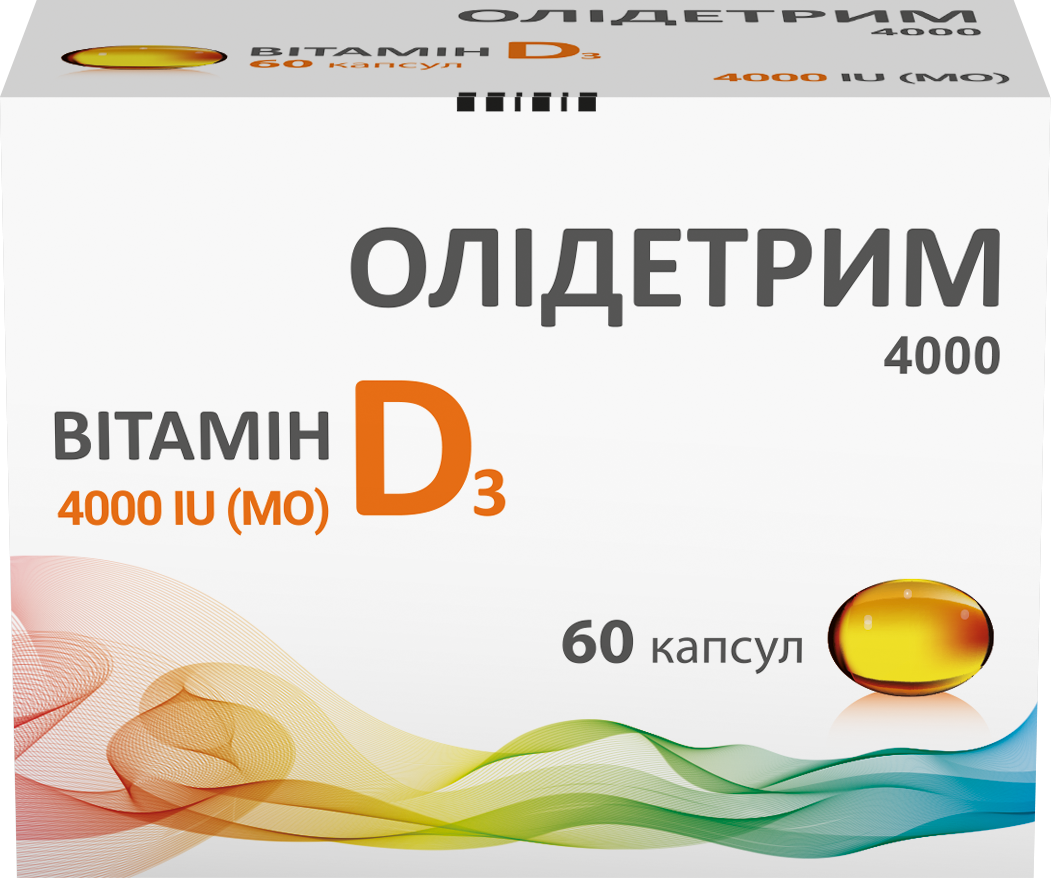 ОЛІДЕТРИМ
4000
ВІТАМІН D3
60 капсул
4000 IU (МО)
ОЛІДЕТРИМ
4000
ВІТАМІН D3
4000 IU (МО)
60 капсул